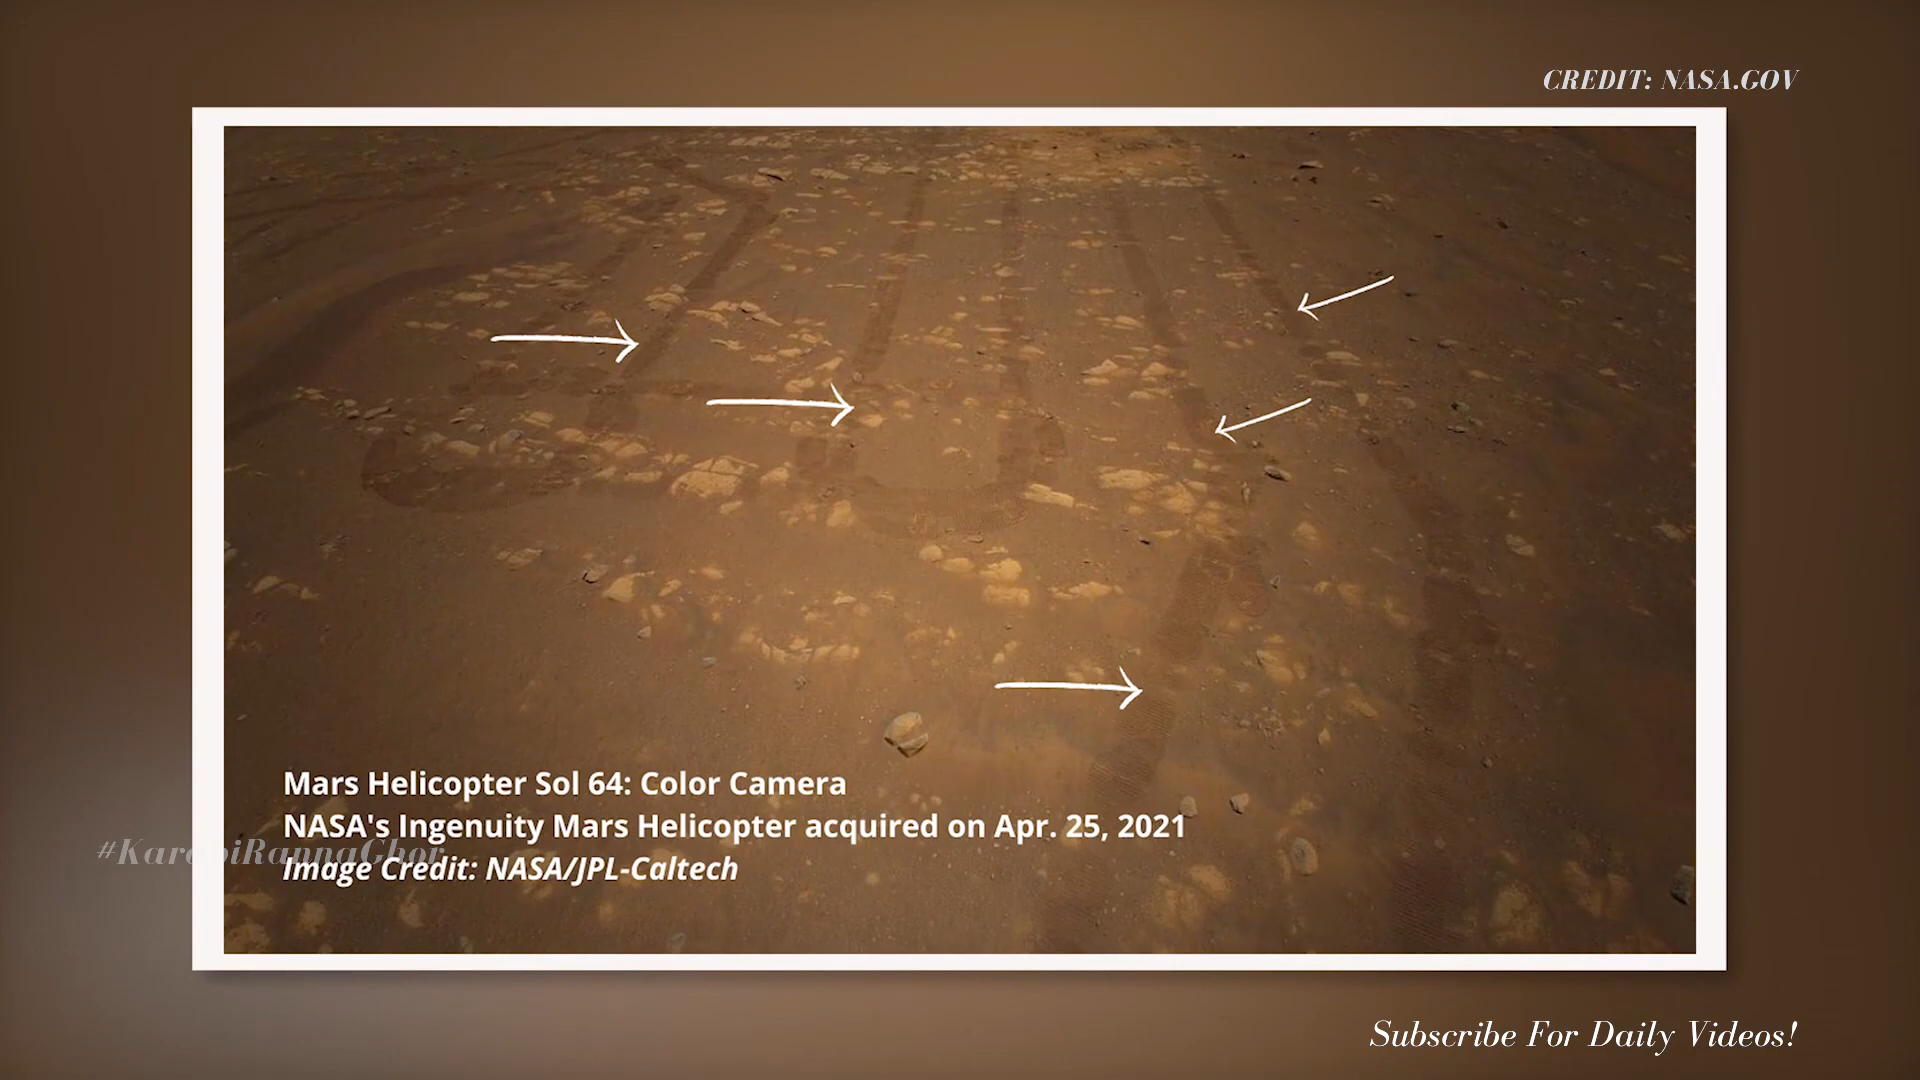 CREDIT: NASA.GOV
Mars Helicopter Sol 64: Color Camera
NASA's Ingenuity Mars Helicopter acquired on Apr. 25, 2021
#KarabiRannaGhor
Image Credit: NASA/JPL-Caltech
Subscribe For Daily Videos!